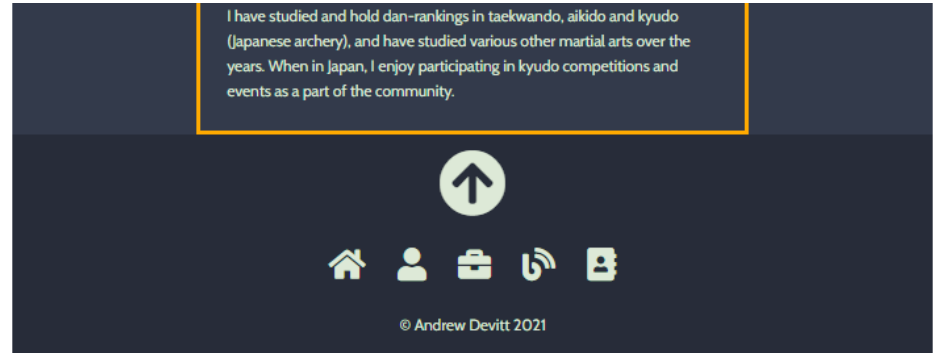 I have studied and hold dan-rankings in taekwando, aikido and kyudo
(Japanese archery), and have studied various other martial arts over the
years. When in Japan, I enjoy participating in kyudo competitions and
events as a part of the community.
© Andrew Devitt 2021